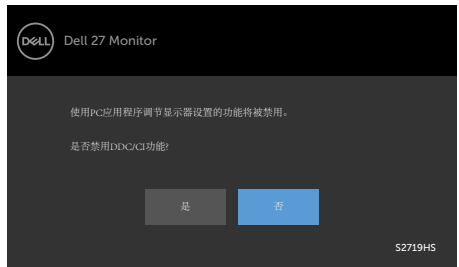 DELL
Dell 27 Monitor
使用PC应用程序调节显示器设置的功能将被禁用。
是否禁用DDC/CI功能?
是
否
S2719HS